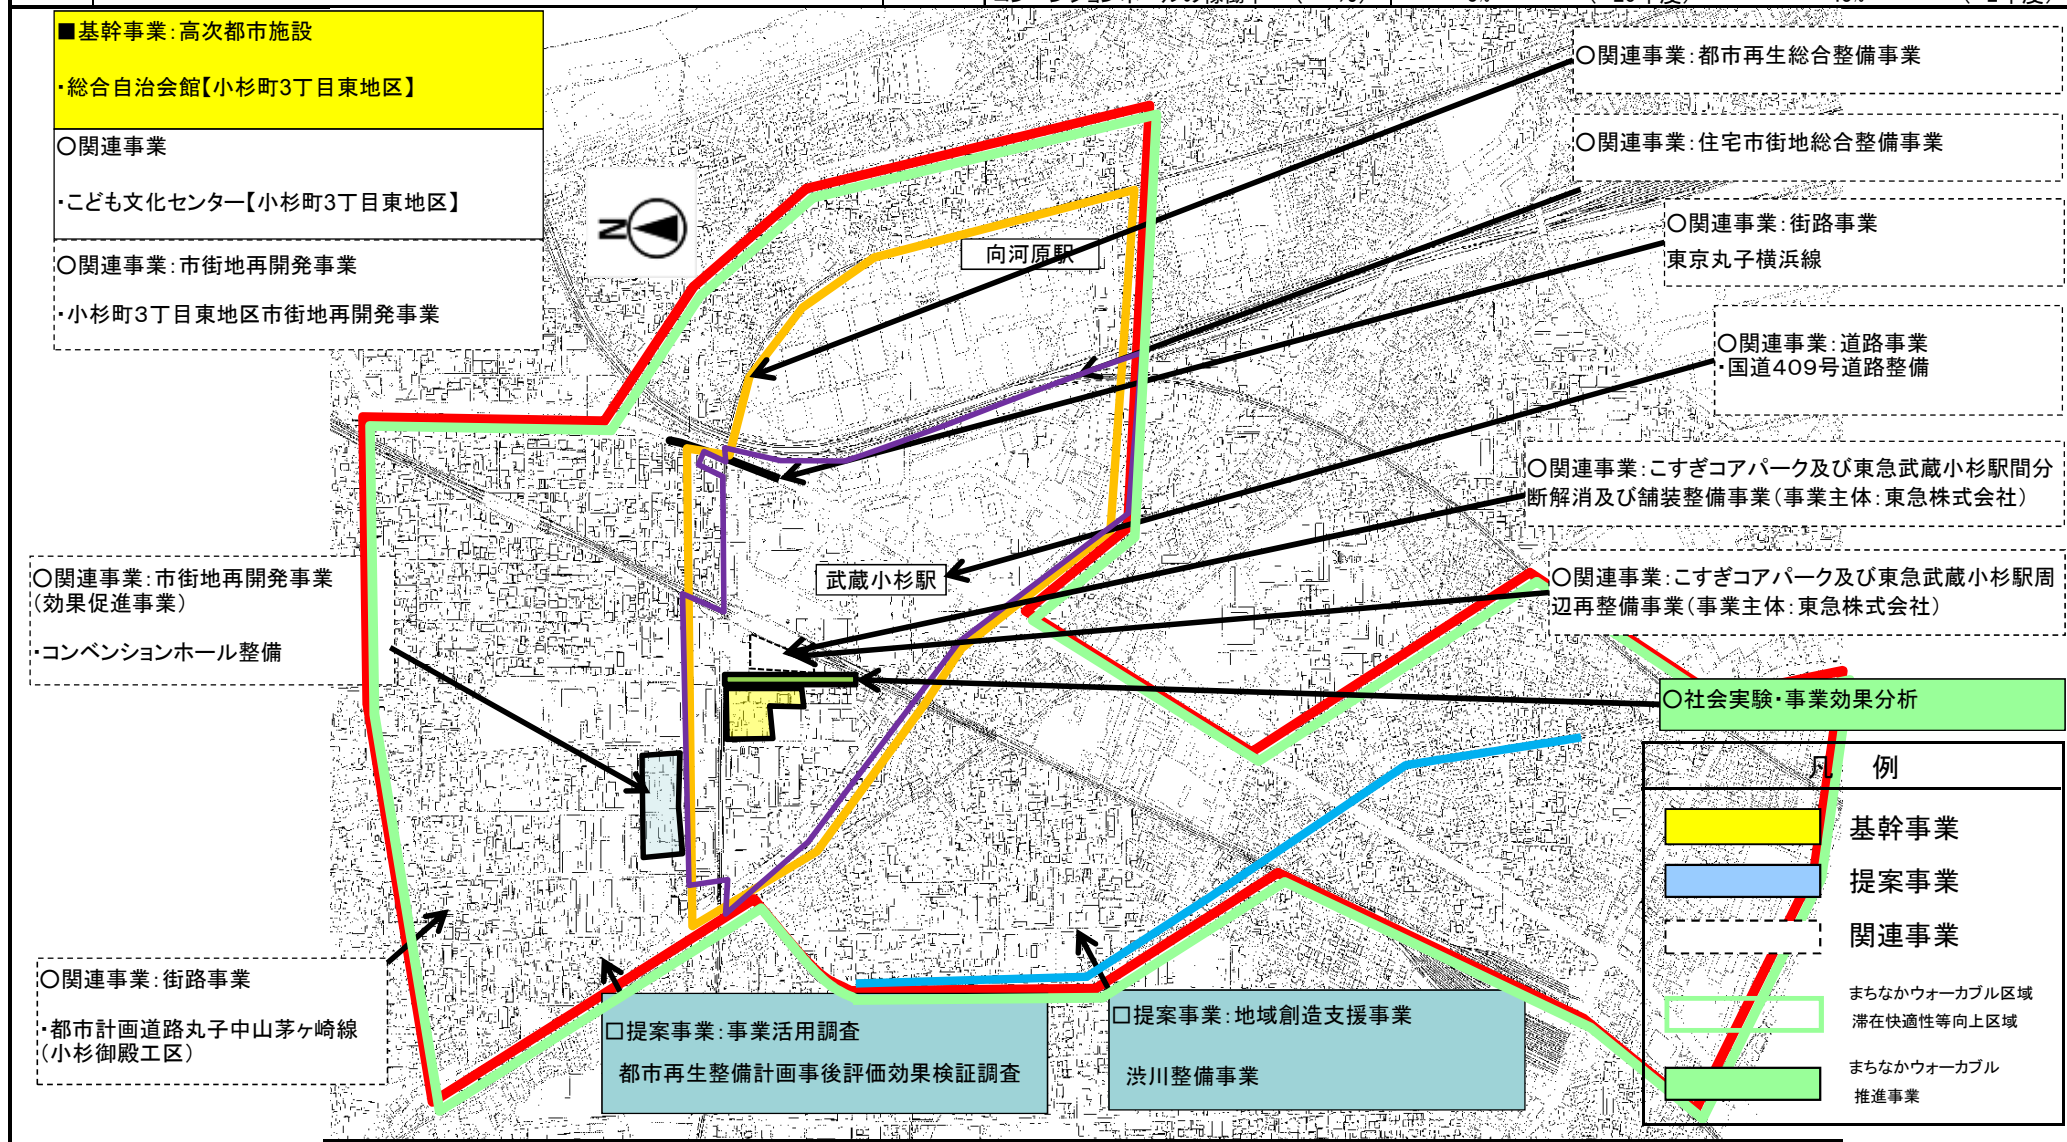 ■基幹事業：高次都市施設
・総合自治会館【小杉町3丁目東地区】
○関連事業
・こども文化センター【小杉町3丁目東地区】
○関連事業：市街地再開発事業
・小杉町3丁目東地区市街地再開発事業
N
向河原駅
武蔵小杉駅
○関連事業：都市再生総合整備事業
○関連事業：住宅市街地総合整備事業
○関連事業：街路事業
東京丸子横浜線
○関連事業：道路事業
・国道409号道路整備
○関連事業：こすぎコアパーク及び東急武蔵小杉駅間分
断解消及び舗装整備事業（事業主体：東急株式会社）
○関連事業：こすぎコアパーク及び東急武蔵小杉駅周
辺再整備事業（事業主体：東急株式会社）
○社会実験・事業効果分析
○関連事業：市街地再開発事業
（効果促進事業）
・コンベンションホール整備
○関連事業：街路事業
・都市計画道路丸子中山茅ヶ崎線
（小杉御殿工区）
□提案事業：事業活用調査
都市再生整備計画事後評価効果検証調査
□提案事業：地域創造支援事業
渋川整備事業
凡 例
基幹事業
提案事業
関連事業
まちなかウォーカブル区域
滞在快適性等向上区域
まちなかウォーカブル
推進事業